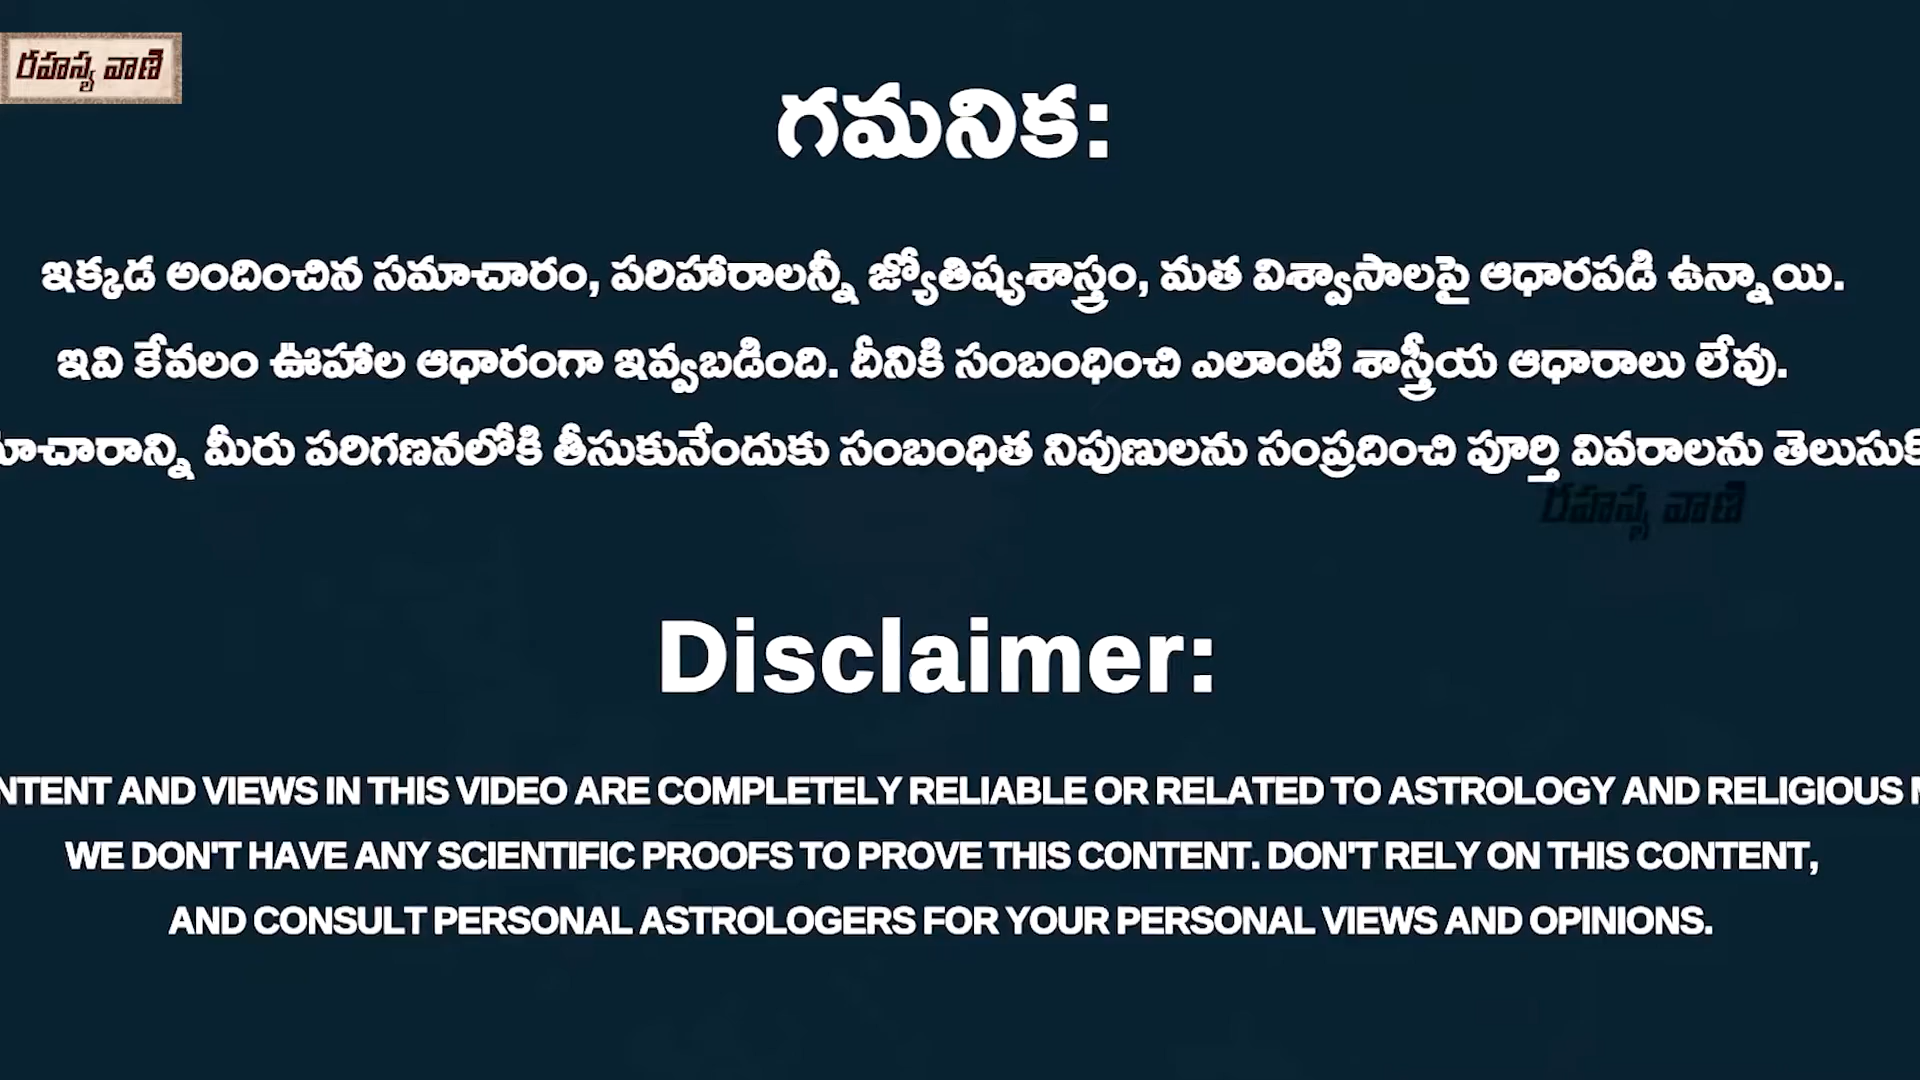 రహస్య వాణి
గమనిక:
ఇక్కడ అందించిన సమాచారం, పరిహారాలన్నీ జ్యోతిష్యశాస్త్రం, మత విశ్వాసాలపై ఆధారపడి ఉన్నాయి.
ఇవి కేవలం ఊహాల ఆధారంగా ఇవ్వబడింది. దీనికి సంబంధించి ఎలాంటి శాస్త్రీయ ఆధారాలు లేవు.
మీరు పరిగణనలోకి తీసుకునేందుకు సంబంధిత నిపుణులను సంప్రదించి పూర్తి వివరాలను
రహస్య వాణి
Disclaimer:
AND VIEWS IN THIS VIDEO ARE COMPLETELY RELIABLE OR RELATED TO ASTROLOGY AND RELIGIOUS
WE DON'T HAVE ANY SCIENTIFIC PROOFS TO PROVE THIS CONTENT. DON'T RELY ON THIS CONTENT,
AND CONSULT PERSONAL ASTROLOGERS FOR YOUR PERSONAL VIEWS AND OPINIONS.